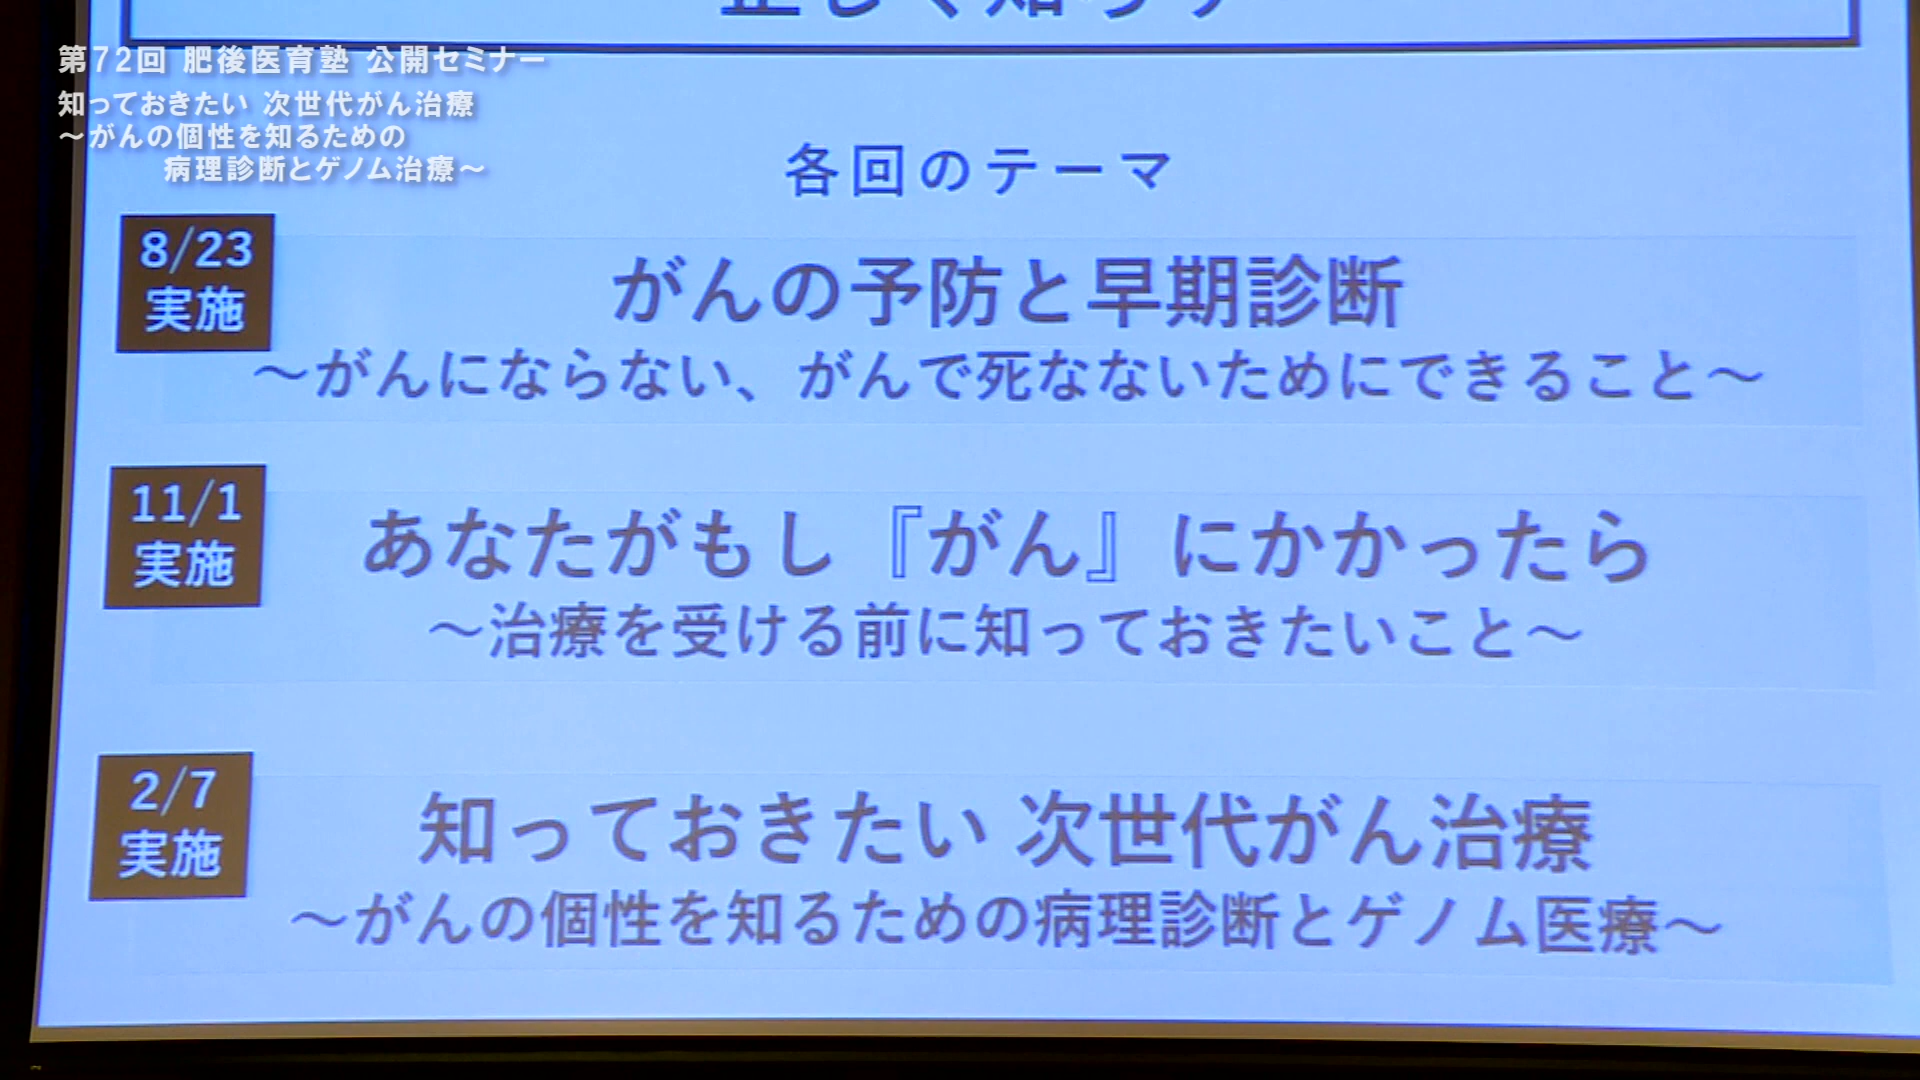 正しく知ろう
第72回 肥後医育塾 公開セミナー
知っておきたい 次世代がん治療
～がんの個性を知るための
病理診断とゲノム治療～
各回のテーマ
8/23
実施
がんの予防と早期診断
～がんにならない、がんで死なないためにできること～
11/1
実施
あなたがもし『がん』にかかったら
～治療を受ける前に知っておきたいこと～
2/7
実施
知っておきたい 次世代がん治療
～がんの個性を知るための病理診断とゲノム医療～